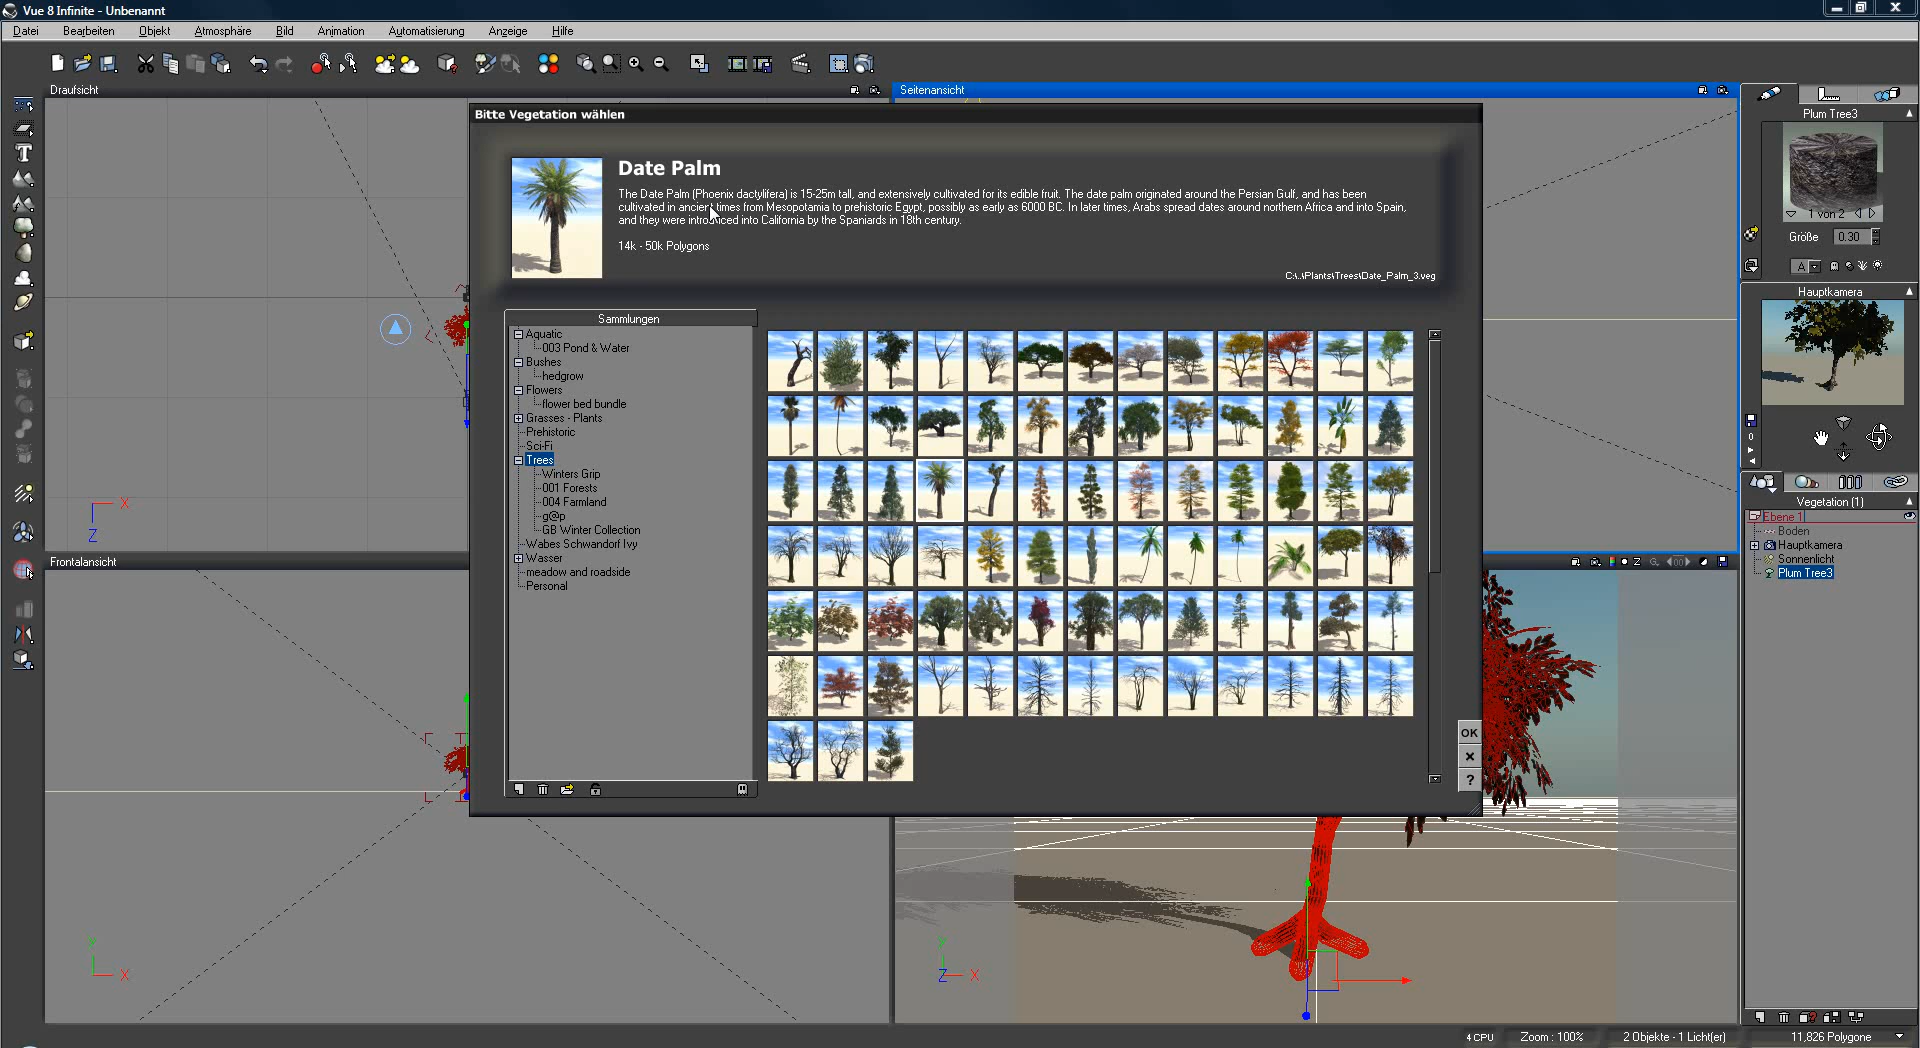 Vue 8 Infinite - Unbenannt
Datei Bearbeiten Objekt Atmosphäre Bild Animation Automatisierung Anzeige Hilfe
Draufsicht
Seitenansicht
Bitte Vegetation wählen
Date Palm
The Date Palm (Phoenix dactylifera) is 15-25m tall, and extensively cultivated for its edible fruit. The date palm originated around the Persian Gulf, and has been
cultivated in ancient times from Mesopotamia to prehistoric Egypt, possibly as early as 6000 BC. In later times, Arabs spread dates around northern Africa and into Spain,
and they were introduced into California by the Spaniards in 18th century.
14k - 50k Polygons
C:\..\Plants\Trees\Date_Palm_3.veg
Sammlungen
Aquatic
003 Pond & Water
Bushes
hedgrow
Flowers
flower bed bundle
Grasses - Plants
Prehistoric
Sci-Fi
Trees
Winters Grip
001 Forests
004 Farmland
g@p
GB Winter Collection
Wabes Schwandorf Ivy
Wasser
meadow and roadside
Personal
OK
?
Frontalansicht
X
Z
Y
X
Y
Z
X
Plum Tree3
1 von 2
Größe 0.30
A
Hauptkamera
0
Vegetation (1)
Ebene 1
Boden
Hauptkamera
Sonnenlicht
Plum Tree3
4 CPU
Zoom : 100%
2 Objekte - 1 Licht(er)
11,826 Polygone